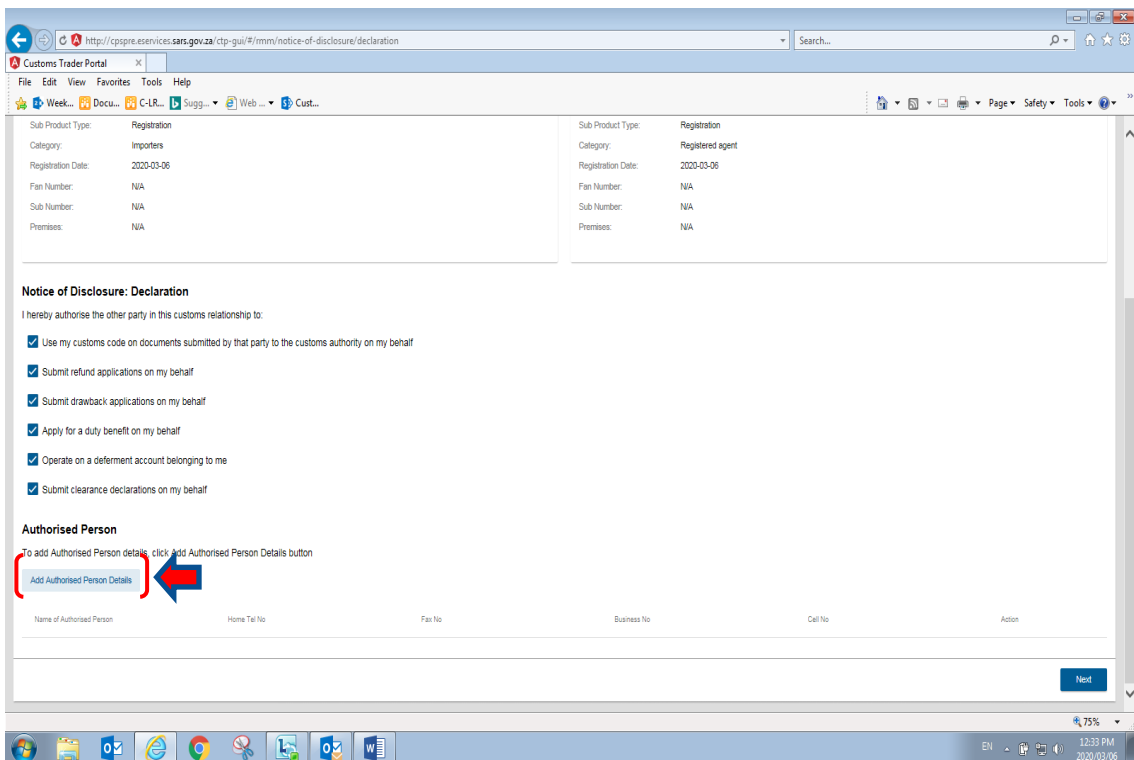 http://cpspre.eservices.sars.gov.za/ctp-gui/#/rmm/notice-of-disclosure/declaration
Search...
Customs Trader Portal
File Edit View Favorites Tools Help
Week... Docu... C-LR... Sugg... Web ... Cust...
Page Safety Tools
Sub Product Type: Registration
Category: Importers
Registration Date: 2020-03-06
Fan Number: N/A
Sub Number: N/A
Premises: N/A
Sub Product Type: Registration
Category: Registered agent
Registration Date: 2020-03-06
Fan Number: N/A
Sub Number: N/A
Premises: N/A
Notice of Disclosure: Declaration
I hereby authorise the other party in this customs relationship to:
Use my customs code on documents submitted by that party to the customs authority on my behalf
Submit refund applications on my behalf
Submit drawback applications on my behalf
Apply for a duty benefit on my behalf
Operate on a deferment account belonging to me
Submit clearance declarations on my behalf
Authorised Person
To add Authorised Person details, click Add Authorised Person Details button
Add Authorised Person Details
Name of Authorised Person Home Tel No Fax No Business No Cell No Action
Next
75%
EN
12:33 PM
2020/03/06